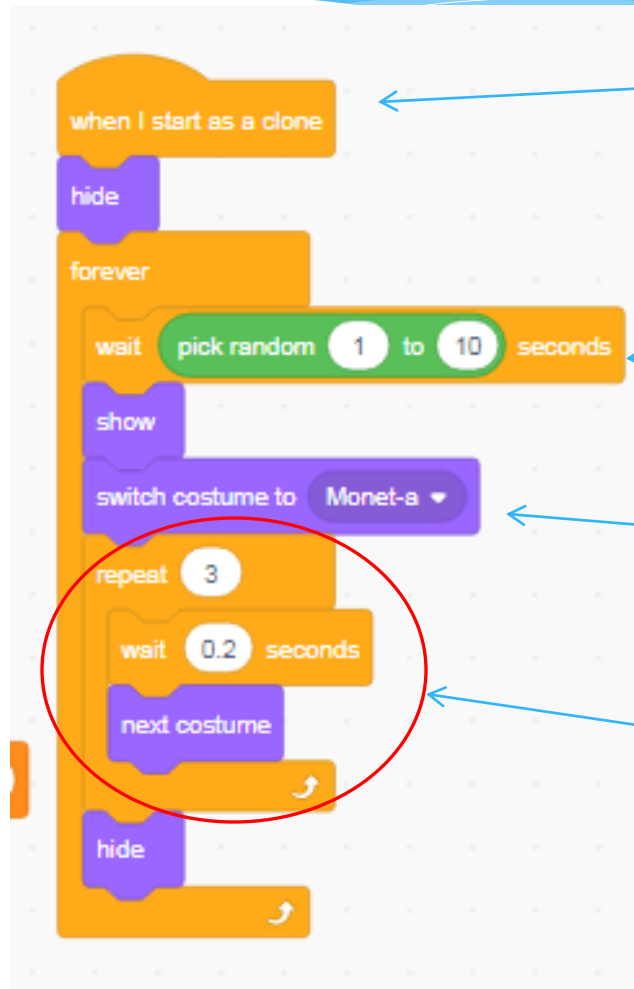 when I start as a clone
hide
forever
wait pick random 1 to 10 seconds
show
switch costume to Monet-a
repeat 3
wait 0.2 seconds
next costume
hide